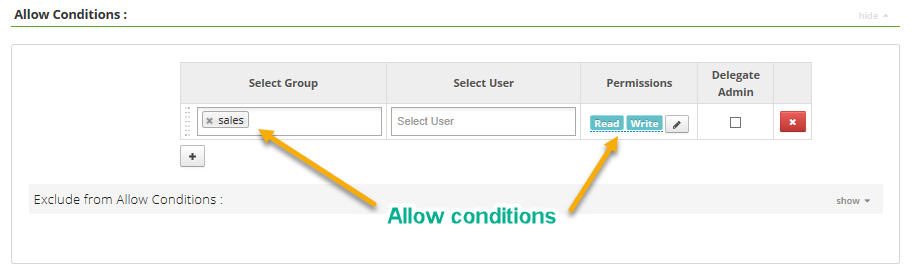 Allow Conditions :
hide
Select Group Select User Permissions Delegate Admin
sales Select User Read Write
Exclude from Allow Conditions :
show
Allow conditions